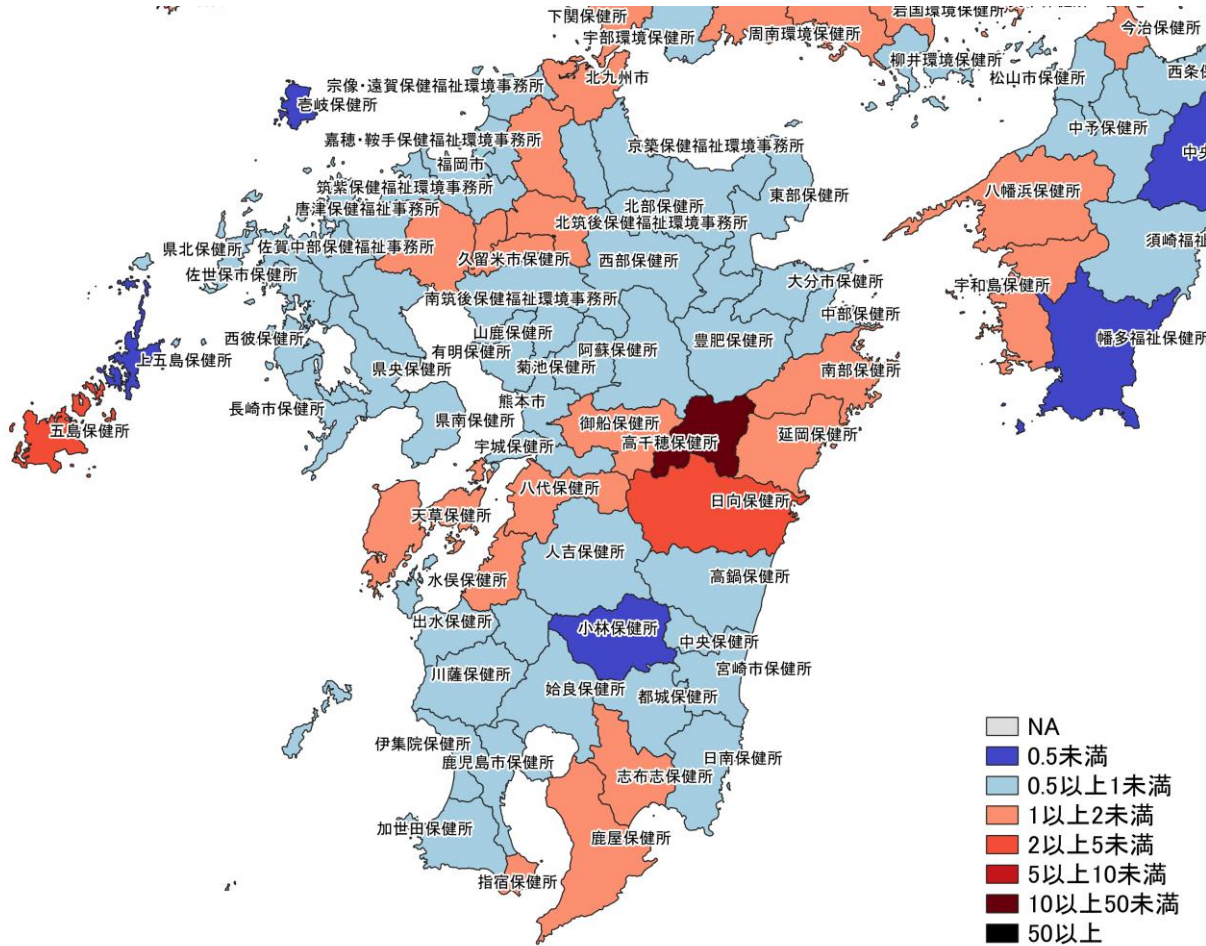 下関保健所
宇部環境保健所
周南環境保健所
岩国環境保健所
今治保健所
柳井環境保健所
松山市保健所
西条保
宗像・遠賀保健福祉環境事務所
北九州市
壱岐保健所
嘉穂・鞍手保健福祉環境事務所
京築保健福祉環境事務所
中予保健所
中央
福岡市
筑紫保健福祉環境事務所
東部保健所
八幡浜保健所
唐津保健福祉事務所
北部保健所
北筑後保健福祉環境事務所
県北保健所
佐賀中部保健福祉事務所
久留米市保健所
西部保健所
須崎福祉
佐世保市保健所
大分市保健所
宇和島保健所
南筑後保健福祉環境事務所
中部保健所
西彼保健所
山鹿保健所
豊肥保健所
幡多福祉保健所
有明保健所
阿蘇保健所
上五島保健所
県央保健所
菊池保健所
南部保健所
長崎市保健所
熊本市
県南保健所
御船保健所
五島保健所
高千穂保健所
延岡保健所
宇城保健所
八代保健所
日向保健所
天草保健所
人吉保健所
水俣保健所
高鍋保健所
出水保健所
小林保健所
中央保健所
宮崎市保健所
川薩保健所
姶良保健所
都城保健所
伊集院保健所
鹿児島市保健所
日南保健所
志布志保健所
加世田保健所
鹿屋保健所
指宿保健所
NA
0.5未満
0.5以上1未満
1以上2未満
2以上5未満
5以上10未満
10以上50未満
50以上